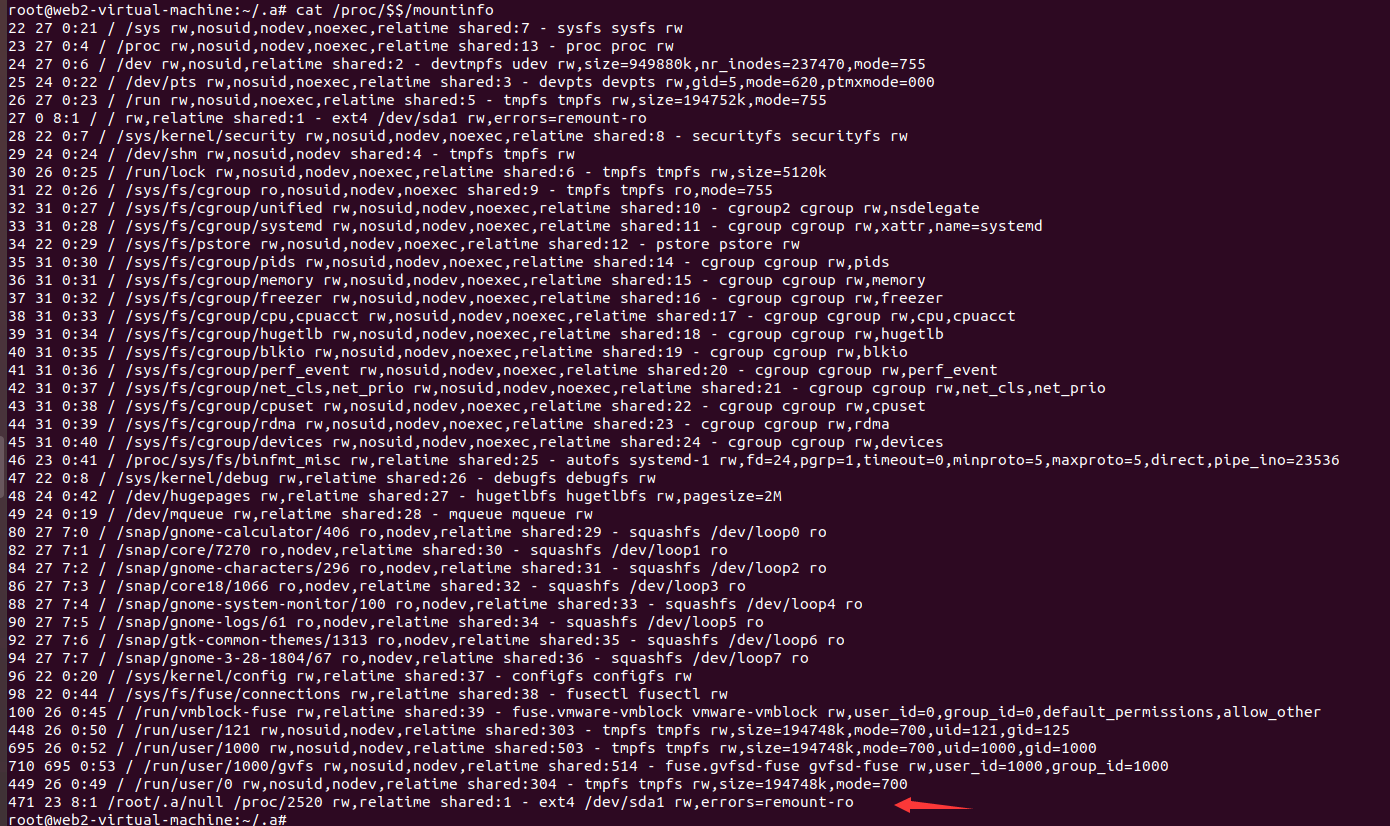 root@web2-virtual-machine:~/.a# cat /proc/$$/mountinfo
22 27 0:21 / /sys rw,nosuid,nodev,noexec,relatime shared:7 - sysfs sysfs rw
23 27 0:4 / /proc rw,nosuid,nodev,noexec,relatime shared:13 - proc proc rw
24 27 0:6 / /dev rw,nosuid,relatime shared:2 - devtmpfs udev rw,size=949880k,nr_inodes=237470,mode=755
25 24 0:22 / /dev/pts rw,nosuid,noexec,relatime shared:3 - devpts devpts rw,gid=5,mode=620,ptmxmode=000
26 27 0:23 / /run rw,nosuid,noexec,relatime shared:5 - tmpfs tmpfs rw,size=194752k,mode=755
27 0 8:1 / / rw,relatime shared:1 - ext4 /dev/sda1 rw,errors=remount-ro
28 22 0:7 / /sys/kernel/security rw,nosuid,nodev,noexec,relatime shared:8 - securityfs securityfs rw
29 24 0:24 / /dev/shm rw,nosuid,nodev shared:4 - tmpfs tmpfs rw
30 26 0:25 / /run/lock rw,nosuid,nodev,noexec,relatime shared:6 - tmpfs tmpfs rw,size=5120k
31 22 0:26 / /sys/fs/cgroup ro,nosuid,nodev,noexec shared:9 - tmpfs tmpfs ro,mode=755
32 31 0:27 / /sys/fs/cgroup/unified rw,nosuid,nodev,noexec,relatime shared:10 - cgroup2 cgroup rw,nsdelegate
33 31 0:28 / /sys/fs/cgroup/systemd rw,nosuid,nodev,noexec,relatime shared:11 - cgroup cgroup rw,xattr,name=systemd
34 22 0:29 / /sys/fs/pstore rw,nosuid,nodev,noexec,relatime shared:12 - pstore pstore rw
35 31 0:30 / /sys/fs/cgroup/pids rw,nosuid,nodev,noexec,relatime shared:14 - cgroup cgroup rw,pids
36 31 0:31 / /sys/fs/cgroup/memory rw,nosuid,nodev,noexec,relatime shared:15 - cgroup cgroup rw,memory
37 31 0:32 / /sys/fs/cgroup/freezer rw,nosuid,nodev,noexec,relatime shared:16 - cgroup cgroup rw,freezer
38 31 0:33 / /sys/fs/cgroup/cpu,cpuacct rw,nosuid,nodev,noexec,relatime shared:17 - cgroup cgroup rw,cpu,cpuacct
39 31 0:34 / /sys/fs/cgroup/hugetlb rw,nosuid,nodev,noexec,relatime shared:18 - cgroup cgroup rw,hugetlb
40 31 0:35 / /sys/fs/cgroup/blkio rw,nosuid,nodev,noexec,relatime shared:19 - cgroup cgroup rw,blkio
41 31 0:36 / /sys/fs/cgroup/perf_event rw,nosuid,nodev,noexec,relatime shared:20 - cgroup cgroup rw,perf_event
42 31 0:37 / /sys/fs/cgroup/net_cls,net_prio rw,nosuid,nodev,noexec,relatime shared:21 - cgroup cgroup rw,net_cls,net_prio
43 31 0:38 / /sys/fs/cgroup/cpuset rw,nosuid,nodev,noexec,relatime shared:22 - cgroup cgroup rw,cpuset
44 31 0:39 / /sys/fs/cgroup/rdma rw,nosuid,nodev,noexec,relatime shared:23 - cgroup cgroup rw,rdma
45 31 0:40 / /sys/fs/cgroup/devices rw,nosuid,nodev,noexec,relatime shared:24 - cgroup cgroup rw,devices
46 23 0:41 / /proc/sys/fs/binfmt_misc rw,relatime shared:25 - autofs systemd-1 rw,fd=24,pgrp=1,timeout=0,minproto=5,maxproto=5,direct,pipe_ino=23536
47 22 0:8 / /sys/kernel/debug rw,relatime shared:26 - debugfs debugfs rw
48 24 0:42 / /dev/hugepages rw,relatime shared:27 - hugetlbfs hugetlbfs rw,pagesize=2M
49 24 0:19 / /dev/mqueue rw,relatime shared:28 - mqueue mqueue rw
80 27 7:0 / /snap/gnome-calculator/406 ro,nodev,relatime shared:29 - squashfs /dev/loop0 ro
82 27 7:1 / /snap/core/7270 ro,nodev,relatime shared:30 - squashfs /dev/loop1 ro
84 27 7:2 / /snap/gnome-characters/296 ro,nodev,relatime shared:31 - squashfs /dev/loop2 ro
86 27 7:3 / /snap/core18/1066 ro,nodev,relatime shared:32 - squashfs /dev/loop3 ro
88 27 7:4 / /snap/gnome-system-monitor/100 ro,nodev,relatime shared:33 - squashfs /dev/loop4 ro
90 27 7:5 / /snap/gnome-logs/61 ro,nodev,relatime shared:34 - squashfs /dev/loop5 ro
92 27 7:6 / /snap/gtk-common-themes/1313 ro,nodev,relatime shared:35 - squashfs /dev/loop6 ro
94 27 7:7 / /snap/gnome-3-28-1804/67 ro,nodev,relatime shared:36 - squashfs /dev/loop7 ro
96 22 0:20 / /sys/kernel/config rw,relatime shared:37 - configfs configfs rw
98 22 0:44 / /sys/fs/fuse/connections rw,relatime shared:38 - fusectl fusectl rw
100 26 0:45 / /run/vmblock-fuse rw,relatime shared:39 - fuse.vmware-vmblock vmware-vmblock rw,user_id=0,group_id=0,default_permissions,allow_other
448 26 0:50 / /run/user/121 rw,nosuid,nodev,relatime shared:303 - tmpfs tmpfs rw,size=194748k,mode=700,uid=121,gid=125
695 26 0:52 / /run/user/1000 rw,nosuid,nodev,relatime shared:503 - tmpfs tmpfs rw,size=194748k,mode=700,uid=1000,gid=1000
710 695 0:53 / /run/user/1000/gvfs rw,nosuid,nodev,relatime shared:514 - fuse.gvfsd-fuse gvfsd-fuse rw,user_id=1000,group_id=1000
449 26 0:49 / /run/user/0 rw,nosuid,nodev,relatime shared:304 - tmpfs tmpfs rw,size=194748k,mode=700
471 23 8:1 /root/.a/null /proc/2520 rw,relatime shared:1 - ext4 /dev/sda1 rw,errors=remount-ro
root@web2-virtual-machine:~/.a#